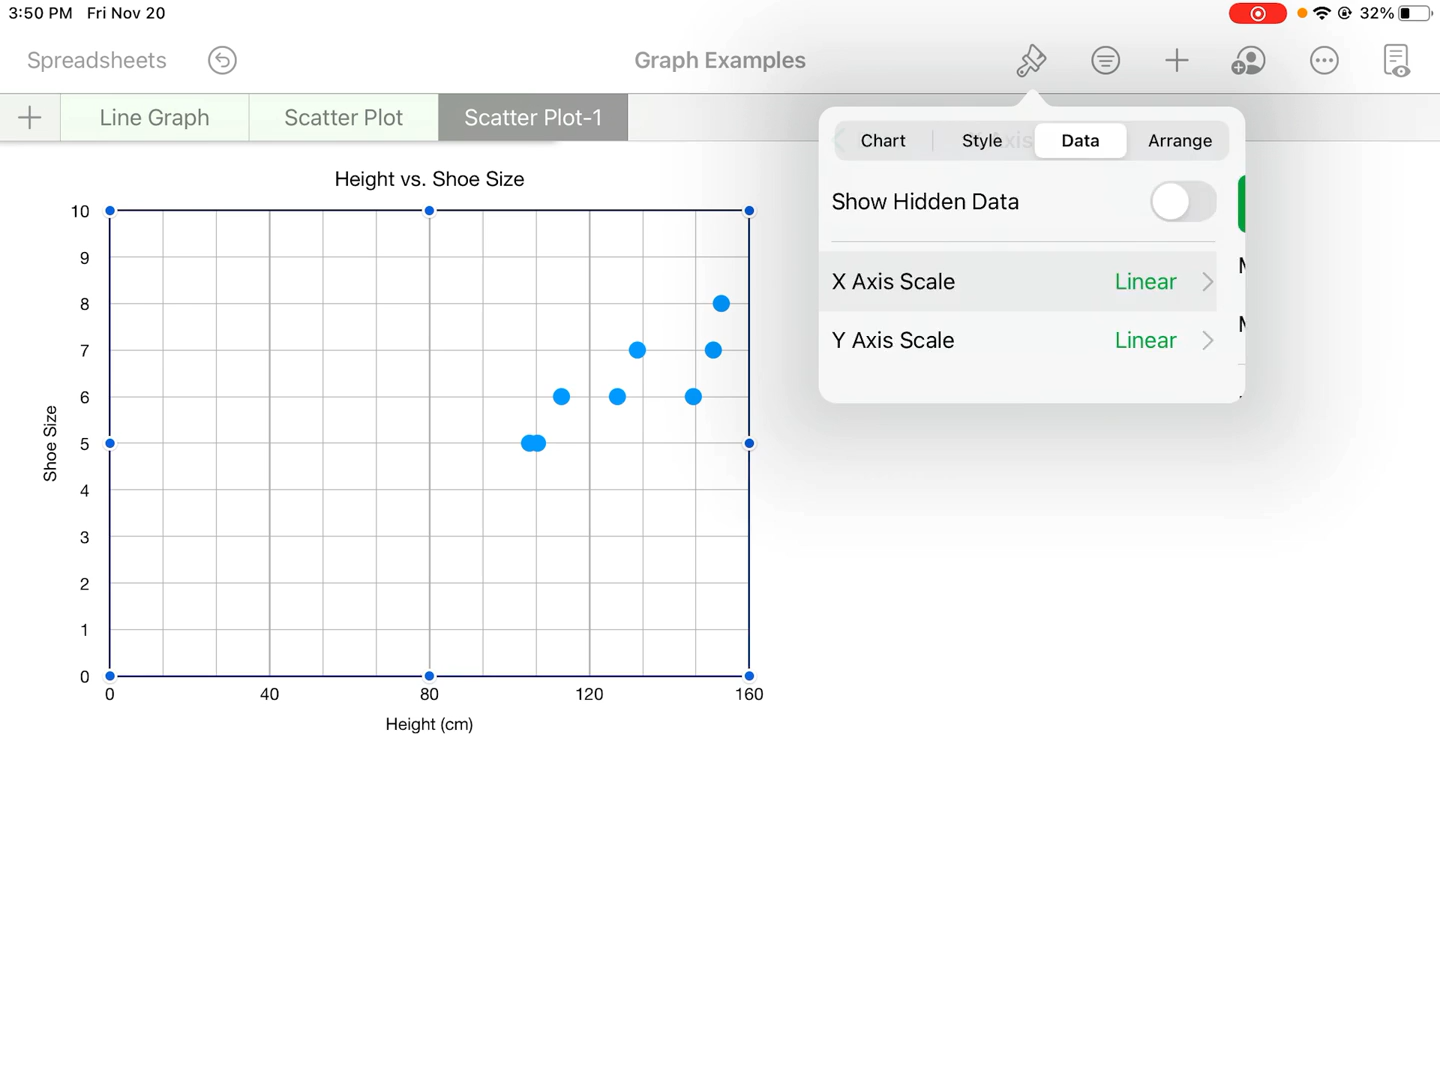 3:50 PM Fri Nov 20
32%
Spreadsheets
Graph Examples
Line Graph
Scatter Plot
Scatter Plot-1
Chart
Style
Data
Arrange
Show Hidden Data
X Axis Scale
Linear
Y Axis Scale
Linear
Height vs. Shoe Size
10
9
8
7
6
5
4
3
2
1
0
Shoe Size
0 40 80 120 160
Height (cm)